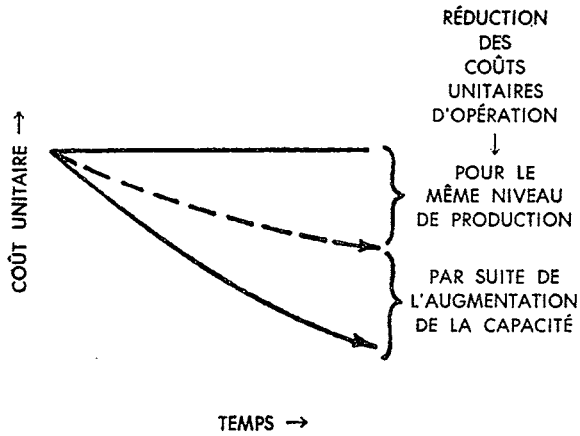 RÉDUCTION
DES
COÛTS
UNITAIRES
D'OPÉRATION
↓
POUR LE
MÊME NIVEAU
DE PRODUCTION
PAR SUITE DE
L'AUGMENTATION
DE LA CAPACITÉ
COÛT UNITAIRE →
TEMPS →